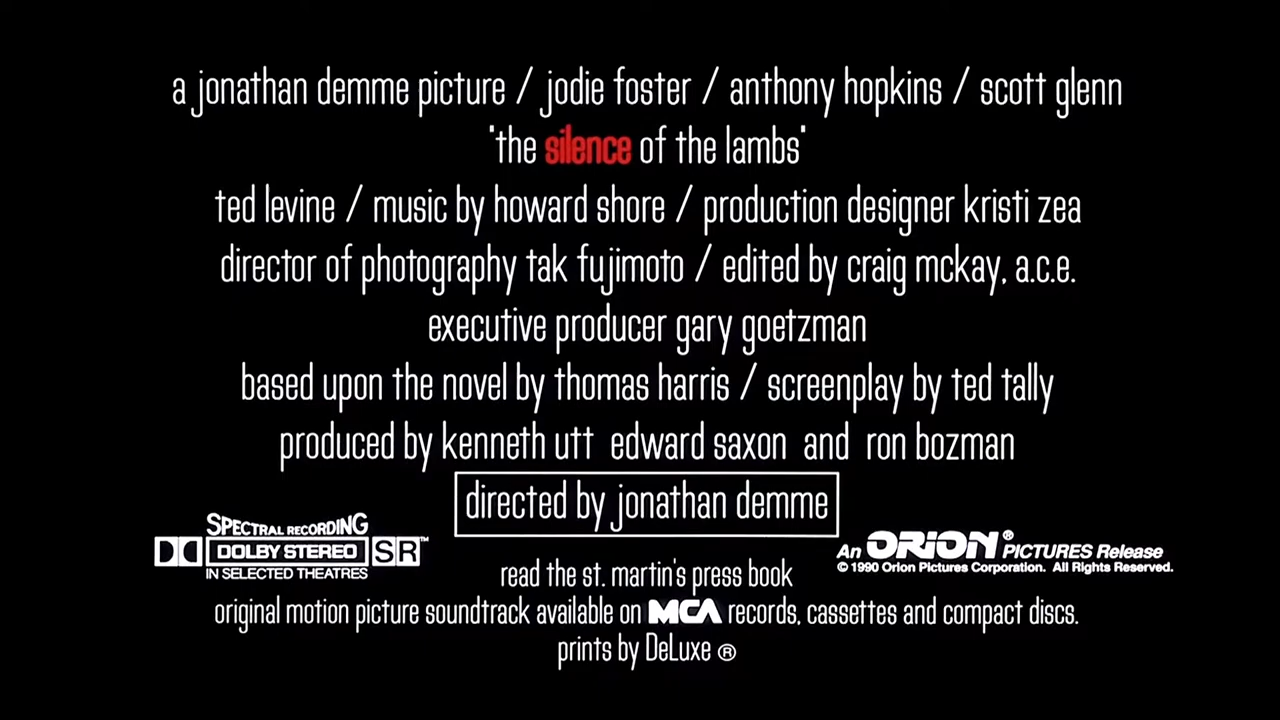 a jonathan demme picture / jodie foster / anthony hopkins / scott glenn
"the silence of the lambs"
ted levine / music by howard shore / production designer kristi zea
director of photography tak fujimoto / edited by craig mckay, a.c.e.
executive producer gary goetzman
based upon the novel by thomas harris / screenplay by ted tally
produced by kenneth utt edward saxon and ron bozman
directed by jonathan demme
SPECTRAL RECORDING
DOLBY STEREO SR™
IN SELECTED THEATRES
An ORION® PICTURES Release
© 1990 Orion Pictures Corporation. All Rights Reserved.
read the st. martin's press book
original motion picture soundtrack available on MCA records, cassettes and compact discs.
prints by DeLuxe ®